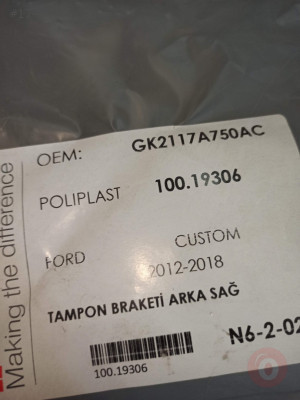 Making the difference
OEM: GK2117A750AC
POLIPLAST 100.19306
FORD CUSTOM
2012-2018
TAMPON BRAKETİ ARKA SAĞ
100.19306
N6-2-02